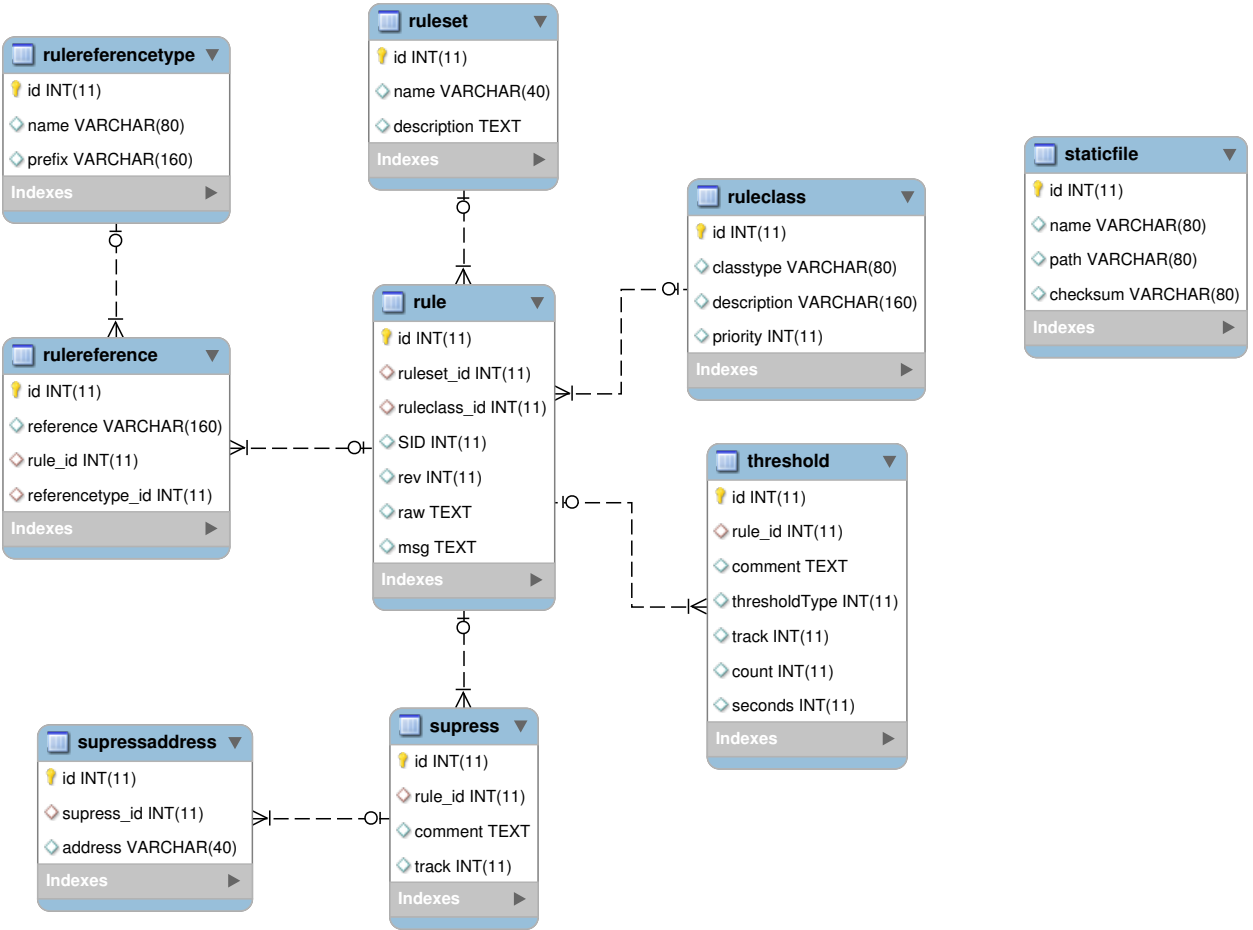 rulereferencetype
id INT(11)
name VARCHAR(80)
prefix VARCHAR(160)
Indexes
ruleset
id INT(11)
name VARCHAR(40)
description TEXT
Indexes
ruleclass
id INT(11)
classtype VARCHAR(80)
description VARCHAR(160)
priority INT(11)
Indexes
staticfile
id INT(11)
name VARCHAR(80)
path VARCHAR(80)
checksum VARCHAR(80)
Indexes
rulereference
id INT(11)
reference VARCHAR(160)
rule_id INT(11)
referencetype_id INT(11)
Indexes
rule
id INT(11)
ruleset_id INT(11)
ruleclass_id INT(11)
SID INT(11)
rev INT(11)
raw TEXT
msg TEXT
Indexes
threshold
id INT(11)
rule_id INT(11)
comment TEXT
thresholdType INT(11)
track INT(11)
count INT(11)
seconds INT(11)
Indexes
supressaddress
id INT(11)
supress_id INT(11)
address VARCHAR(40)
Indexes
supress
id INT(11)
rule_id INT(11)
comment TEXT
track INT(11)
Indexes